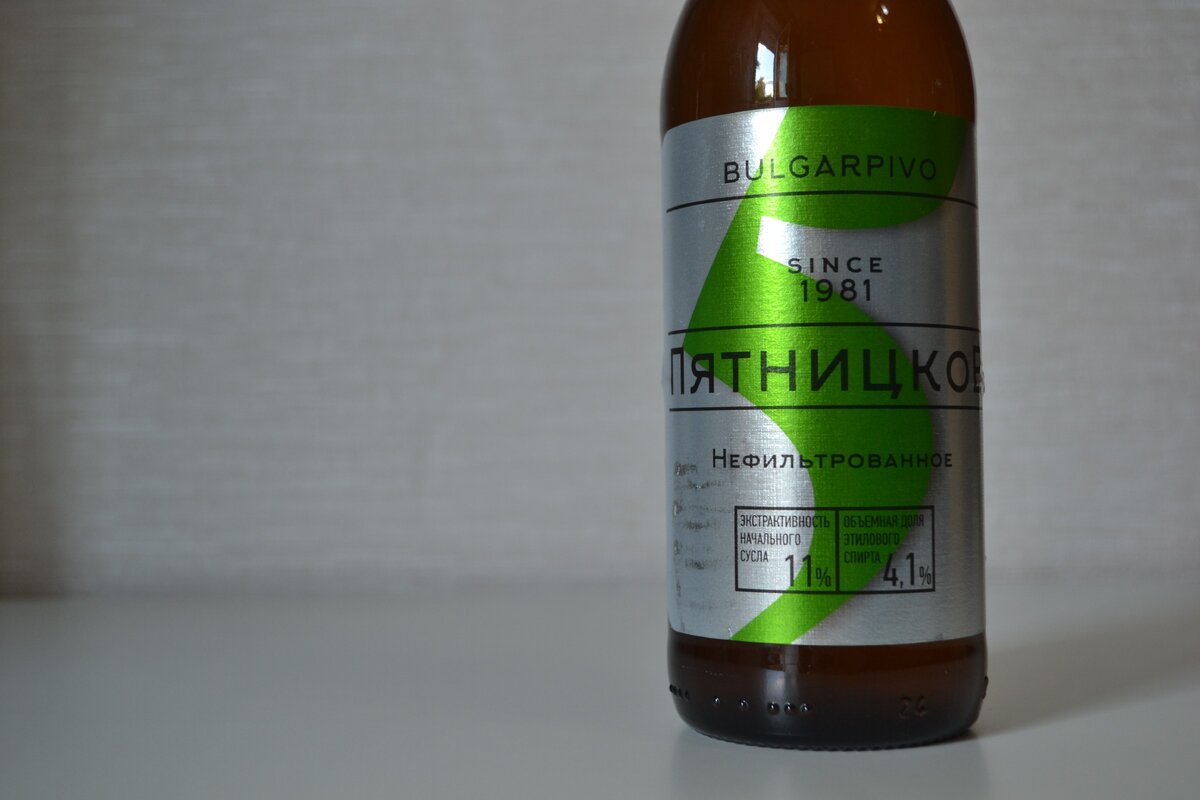 BULGARPIVO
SINCE
1981
ПЯТНИЦКОЕ
НЕФИЛЬТРОВАННОЕ
ЭКСТРАКТИВНОСТЬ
НАЧАЛЬНОГО
СУСЛА 11%
ОБЪЕМНАЯ ДОЛЯ
ЭТИЛОВОГО
СПИРТА 4,1%